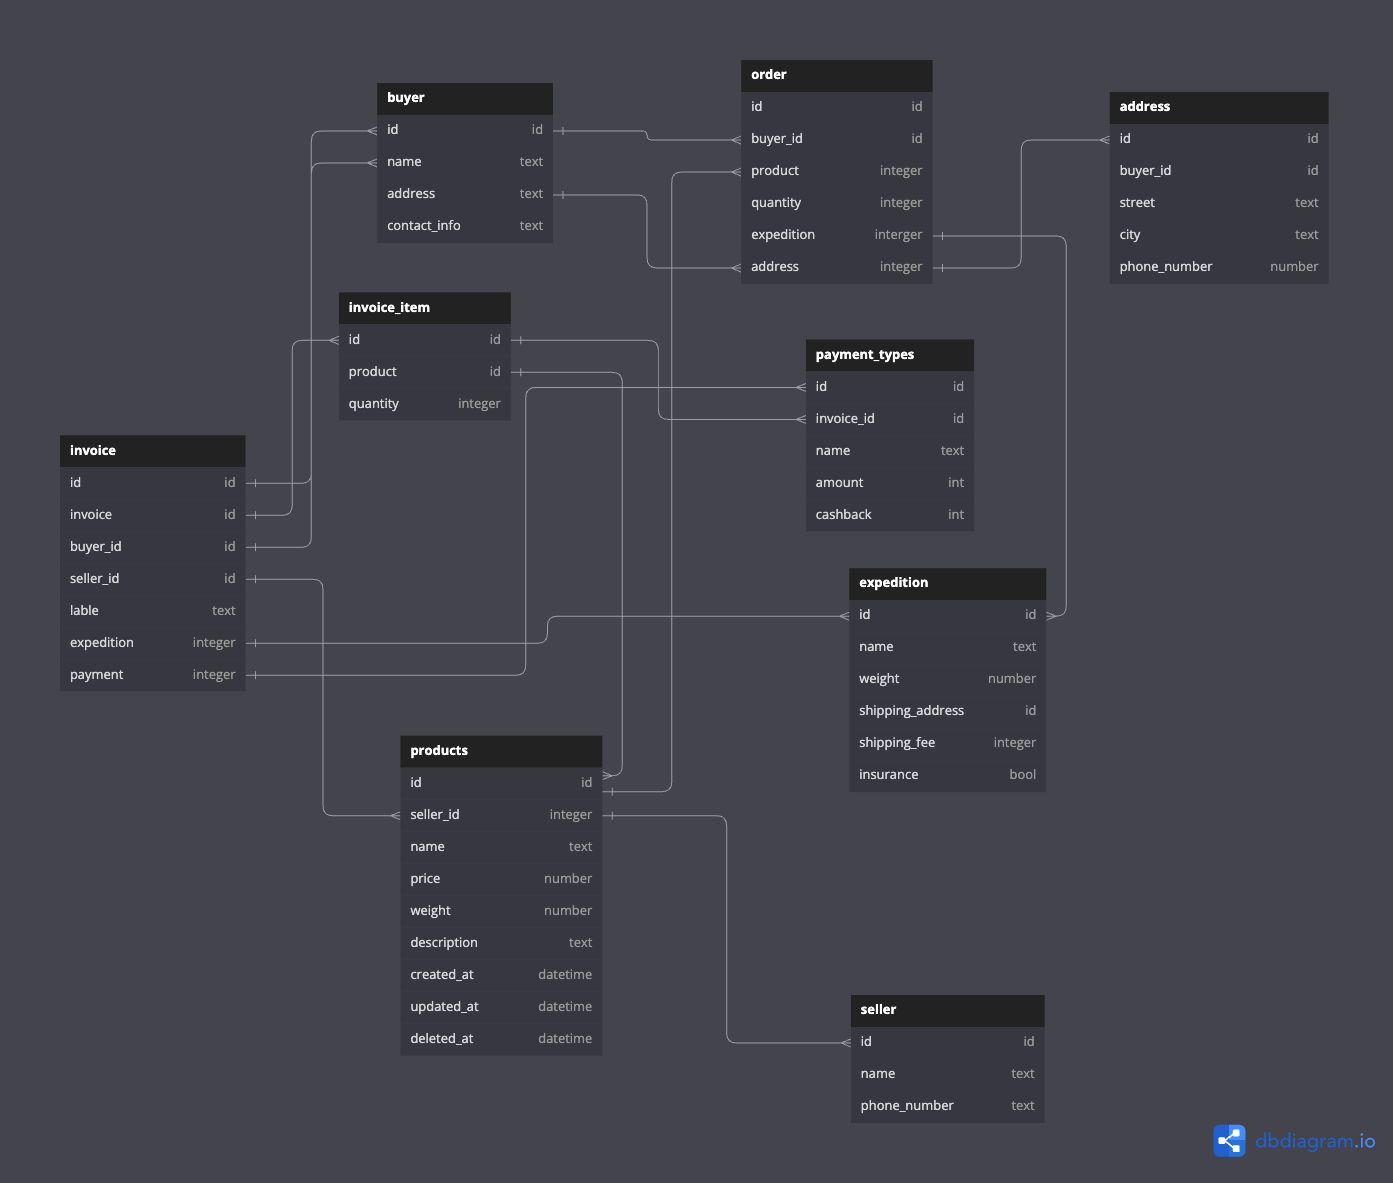 buyer
id id
name text
address text
contact_info text
order
id id
buyer_id id
product integer
quantity integer
expedition interger
address integer
address
id id
buyer_id id
street text
city text
phone_number number
invoice_item
id id
product id
quantity integer
payment_types
id id
invoice_id id
name text
amount int
cashback int
invoice
id id
invoice id
buyer_id id
seller_id id
lable text
expedition integer
payment integer
expedition
id id
name text
weight number
shipping_address id
shipping_fee integer
insurance bool
products
id id
seller_id integer
name text
price number
weight number
description text
created_at datetime
updated_at datetime
deleted_at datetime
seller
id id
name text
phone_number text
dbdiagram.io